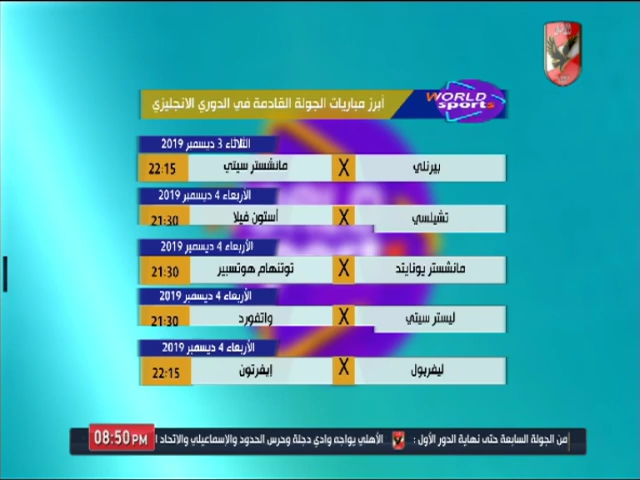 WORLD
sports
أبرز مباريات الجولة القادمة في الدوري الانجليزي
الثلاثاء 3 ديسمبر 2019
بيرنلي X مانشستر سيتي 22:15
الأربعاء 4 ديسمبر 2019
تشيلسي X أستون فيلا 21:30
الأربعاء 4 ديسمبر 2019
مانشستر يونايتد X توتنهام هوتسبير 21:30
الأربعاء 4 ديسمبر 2019
ليستر سيتي X واتفورد 21:30
الأربعاء 4 ديسمبر 2019
ليفربول X إيفرتون 22:15
من الجولة السابعة حتى نهاية الدور الأول : الأهلي يواجه وادي دجلة وحرس الحدود والإسماعيلي والاتحاد ا
08:50 PM